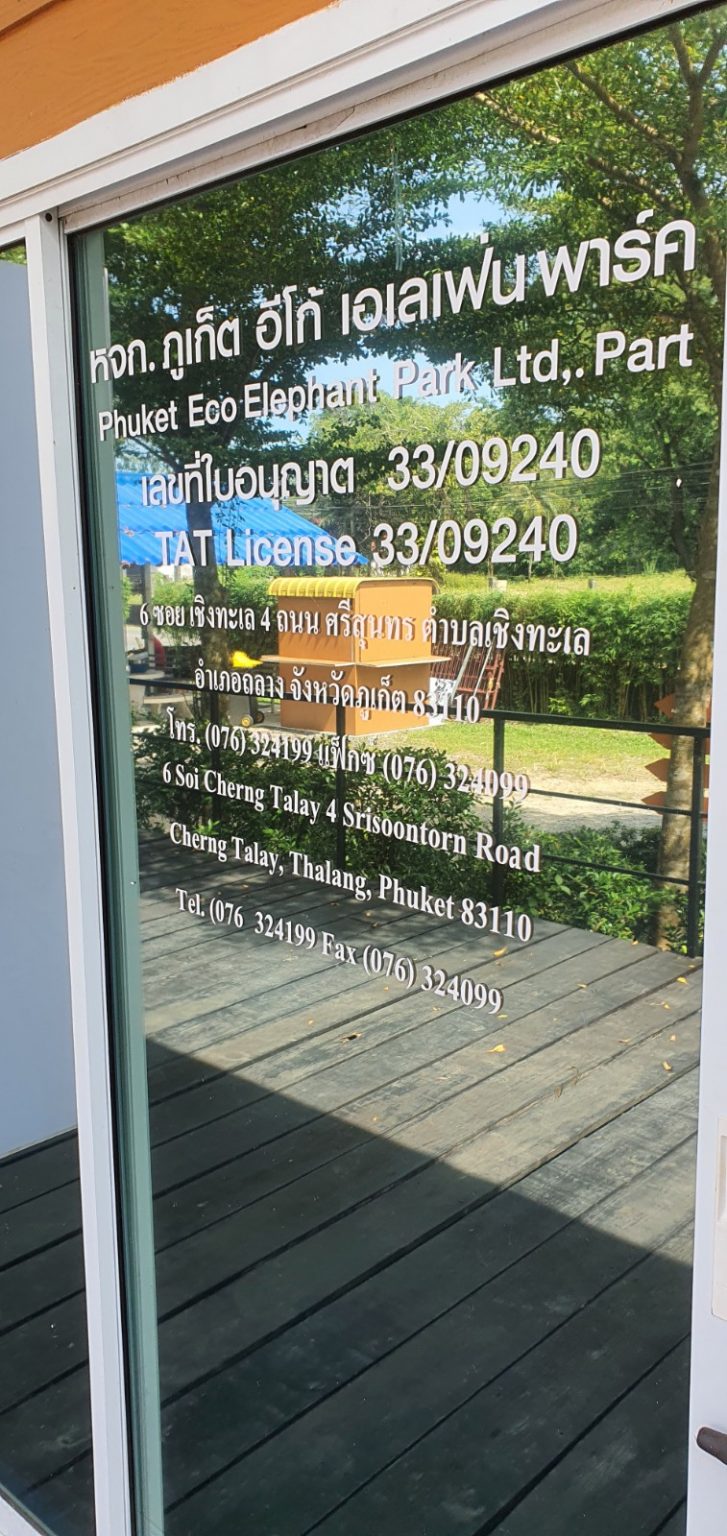 หจก. ภูเก็ต อีโก้ เอเลเฟ่น พาร์ค
Phuket Eco Elephant Park Ltd,. Part
เลขที่ใบอนุญาต 33/09240
TAT License 33/09240
6 ซอย เชิงทะเล 4 ถนน ศรีสุนทร ตำบลเชิงทะเล
อำเภอถลาง จังหวัดภูเก็ต 83110
โทร. (076) 324199 แฟ็กซ์ (076) 324099
6 Soi Cherng Talay 4 Srisoontorn Road
Cherng Talay, Thalang, Phuket 83110
Tel. (076 324199 Fax (076) 324099